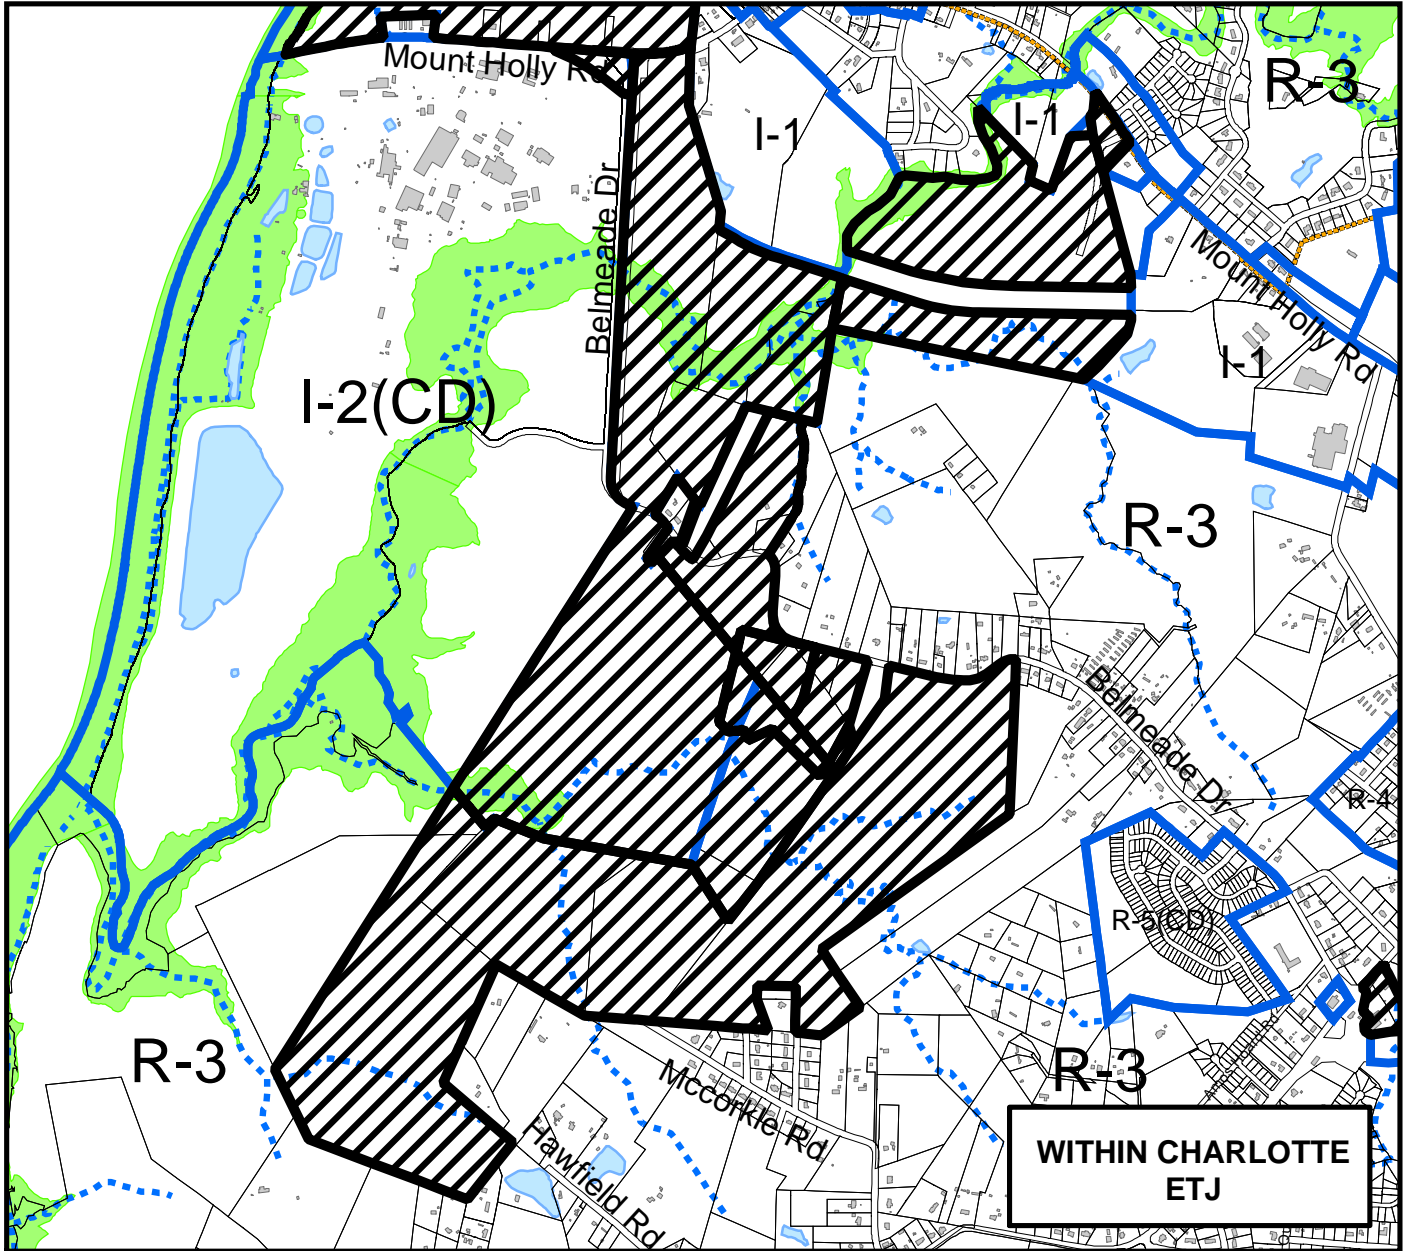 Mount Holly Rd
R-3
I-1
I-1
Belmeade Dr
Mount Holly Rd
I-1
I-2(CD)
R-3
Belmeade Dr
R-4
R-5(CD)
R-3
R-3
Mccorkle Rd
Hawfield Rd
WITHIN CHARLOTTE
ETJ